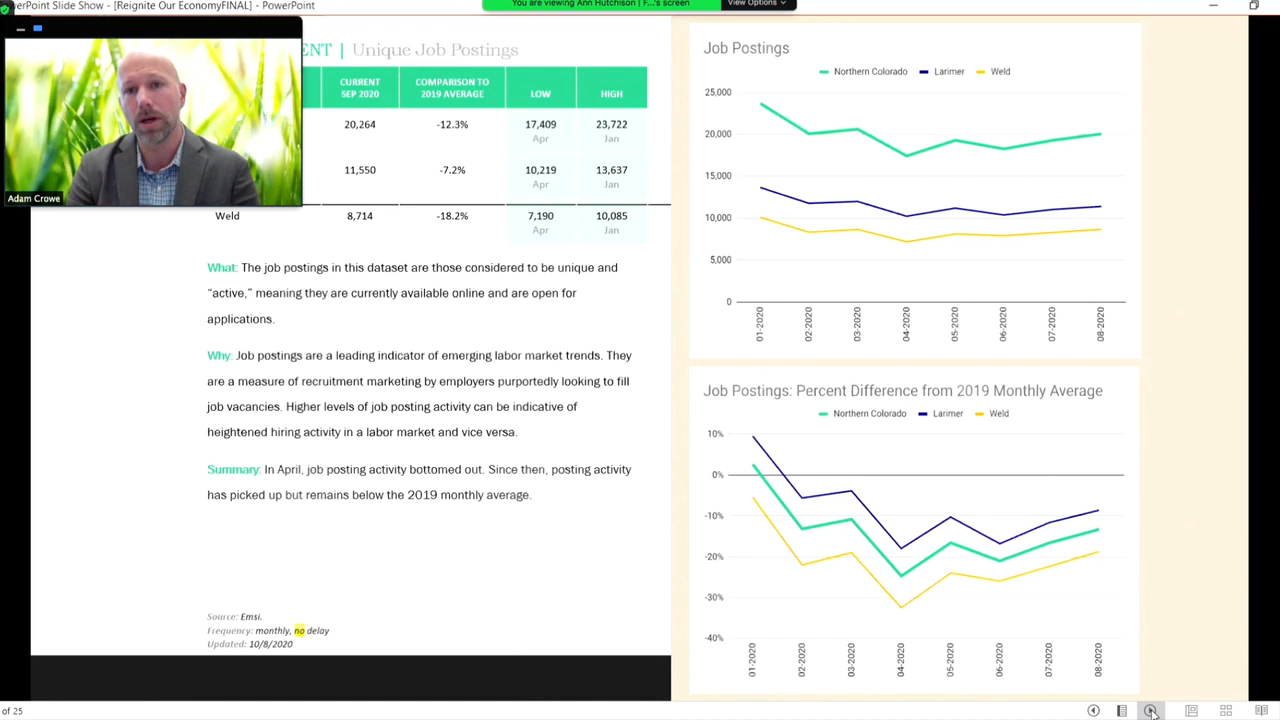 PowerPoint Slide Show - [Reignite Our EconomyFINAL] - PowerPoint
You are viewing Ann Hutchison | F...'s screen
View Options
ENT | Unique Job Postings
CURRENT
SEP 2020
COMPARISON TO
2019 AVERAGE
LOW
HIGH
20,264
-12.3%
17,409
Apr
23,722
Jan
11,550
-7.2%
10,219
Apr
13,637
Jan
Weld
8,714
-18.2%
7,190
Apr
10,085
Jan
Adam Crowe
What: The job postings in this dataset are those considered to be unique and
“active,” meaning they are currently available online and are open for
applications.
Why: Job postings are a leading indicator of emerging labor market trends. They
are a measure of recruitment marketing by employers purportedly looking to fill
job vacancies. Higher levels of job posting activity can be indicative of
heightened hiring activity in a labor market and vice versa.
Summary: In April, job posting activity bottomed out. Since then, posting activity
has picked up but remains below the 2019 monthly average.
Source: Emsi.
Frequency: monthly, no delay
Updated: 10/8/2020
Job Postings
Northern Colorado Larimer Weld
25,000
20,000
15,000
10,000
5,000
0
01-2020 02-2020 03-2020 04-2020 05-2020 06-2020 07-2020 08-2020
Job Postings: Percent Difference from 2019 Monthly Average
Northern Colorado Larimer Weld
10%
0%
-10%
-20%
-30%
-40%
01-2020 02-2020 03-2020 04-2020 05-2020 06-2020 07-2020 08-2020
of 25